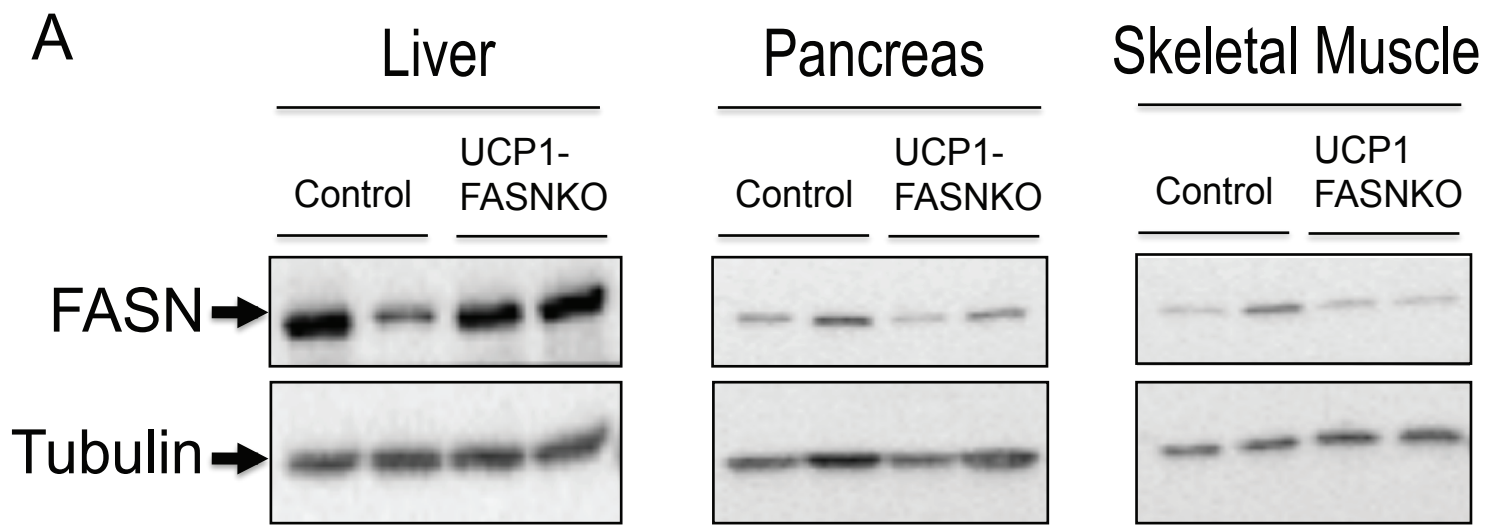 A
Liver
Pancreas
Skeletal Muscle
Control
UCP1-
FASNKO
Control
UCP1-
FASNKO
Control
UCP1
FASNKO
FASN
Tubulin